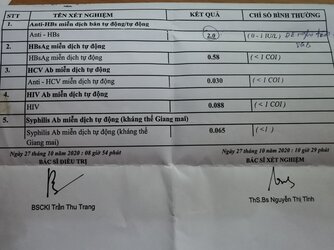 STT TÊN XÉT NGHIỆM KẾT QUẢ CHỈ SỐ BÌNH THƯỜNG
1. Anti-HBs miễn dịch bán tự động/tự động
Anti - HBs 2.0 (0 - 1 IU/L)
2. HBsAg miễn dịch tự động
HBsAg miễn dịch tự động 0.58 (< 1 COI)
3. HCV Ab miễn dịch tự động
Anti - HCV miễn dịch tự động 0.030 (< 1 COI)
4. HIV Ab miễn dịch tự động
HIV 0.088 (< 1 COI)
5. Syphilis Ab miễn dịch tự động (kháng thể Giang mai)
Syphilis Ab miễn dịch tự động (kháng thể Giang mai) 0.065 (< 1)
Ngày 27 tháng 10 năm 2020 : 08 giờ 54 phút Ngày 27 tháng 10 năm 2020 : 10 giờ 29 phút
BÁC SĨ ĐIỀU TRỊ BÁC SĨ XÉT NGHIỆM
BSCKI Trần Thu Trang ThS.Bs Nguyễn Thị Tình